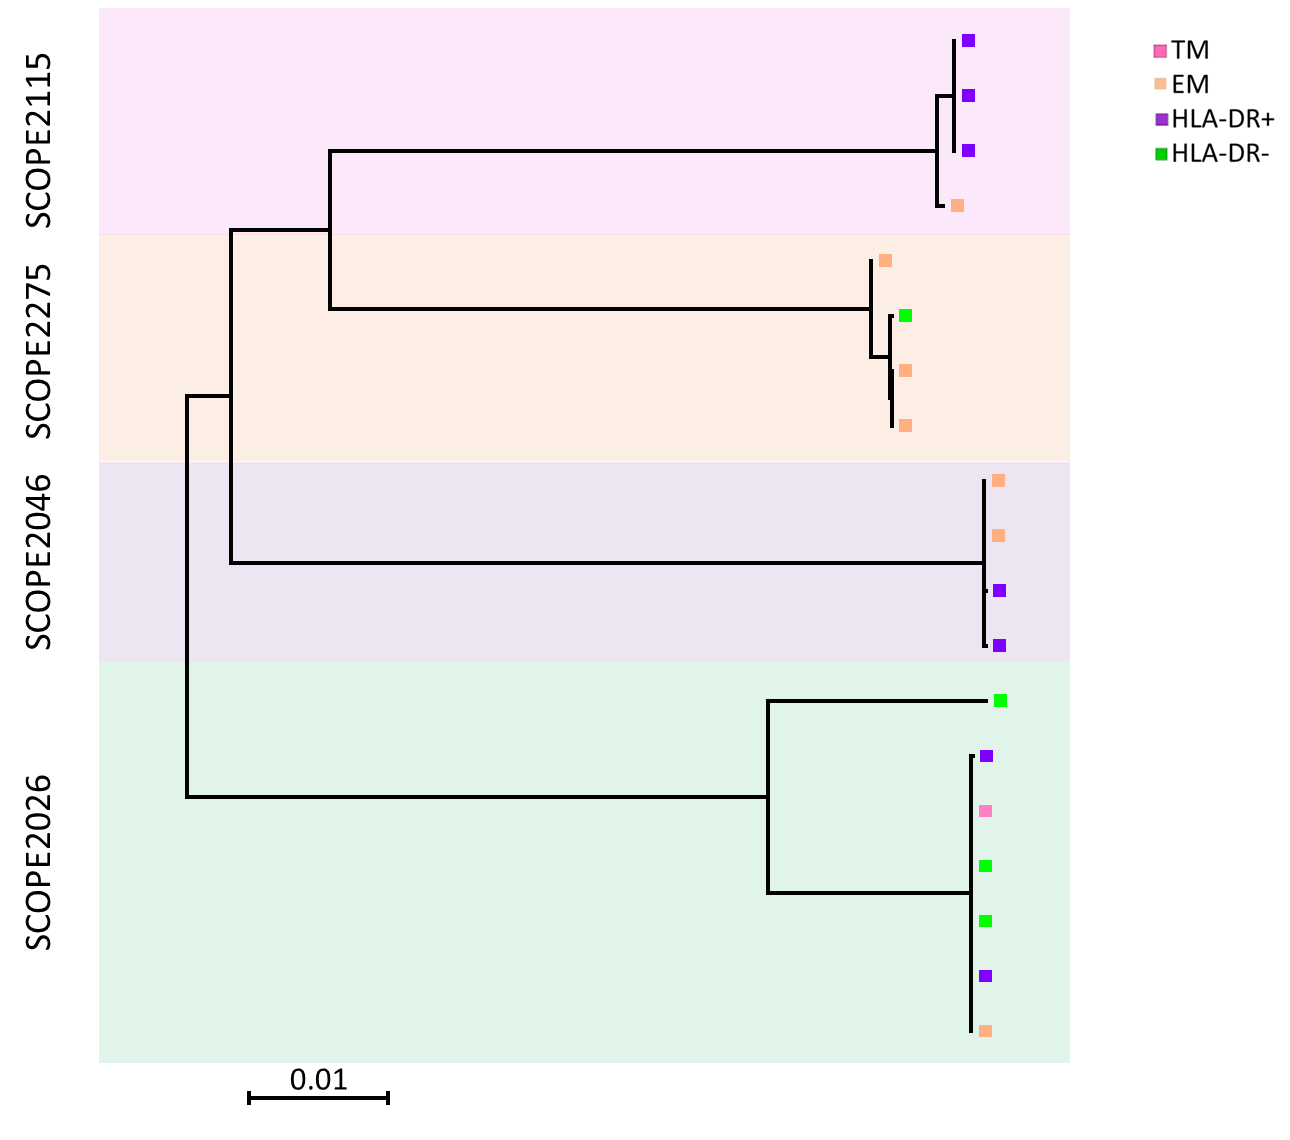 SCOPE2115
SCOPE2275
SCOPE2046
SCOPE2026
TM
EM
HLA-DR+
HLA-DR-
0.01